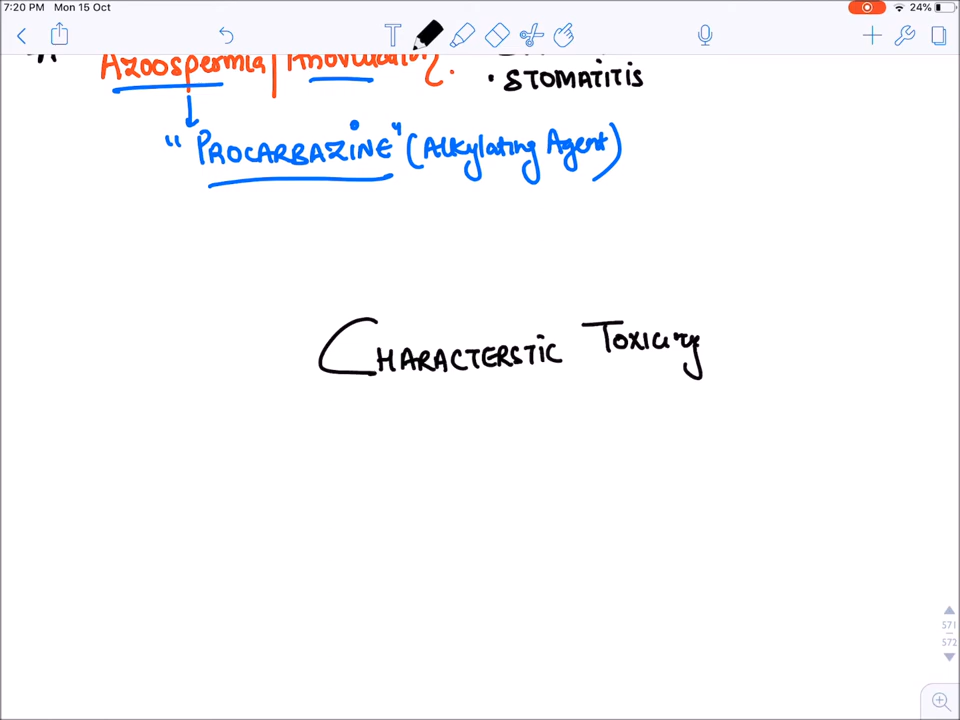 7:20 PM Mon 15 Oct 24%
T
Azoospermia / Anovulation.
• STOMATITIS
"PROCARBAZINE" (Alkylating Agent)
CHARACTERSTIC TOXICITY
571
572